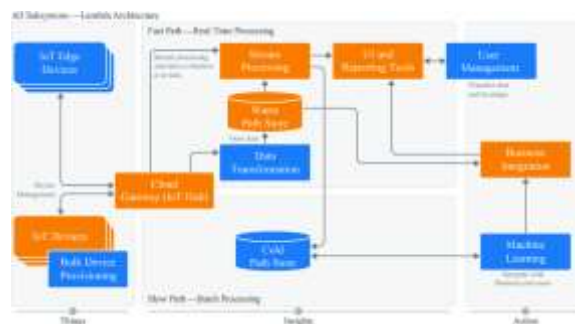 All Subsystems — Lambda Architecture
Fast Path — Real Time Processing
IoT Edge
Devices
Stream
Processing
UI and
Reporting Tools
User
Management
Warm
Path Store
Data
Transformation
Business
Integration
Cloud
Gateway (IoT Hub)
IoT Devices
Bulk Device
Provisioning
Device
Management
Cold
Path Store
Machine
Learning
Slow Path — Batch Processing
Things
Insights
Action